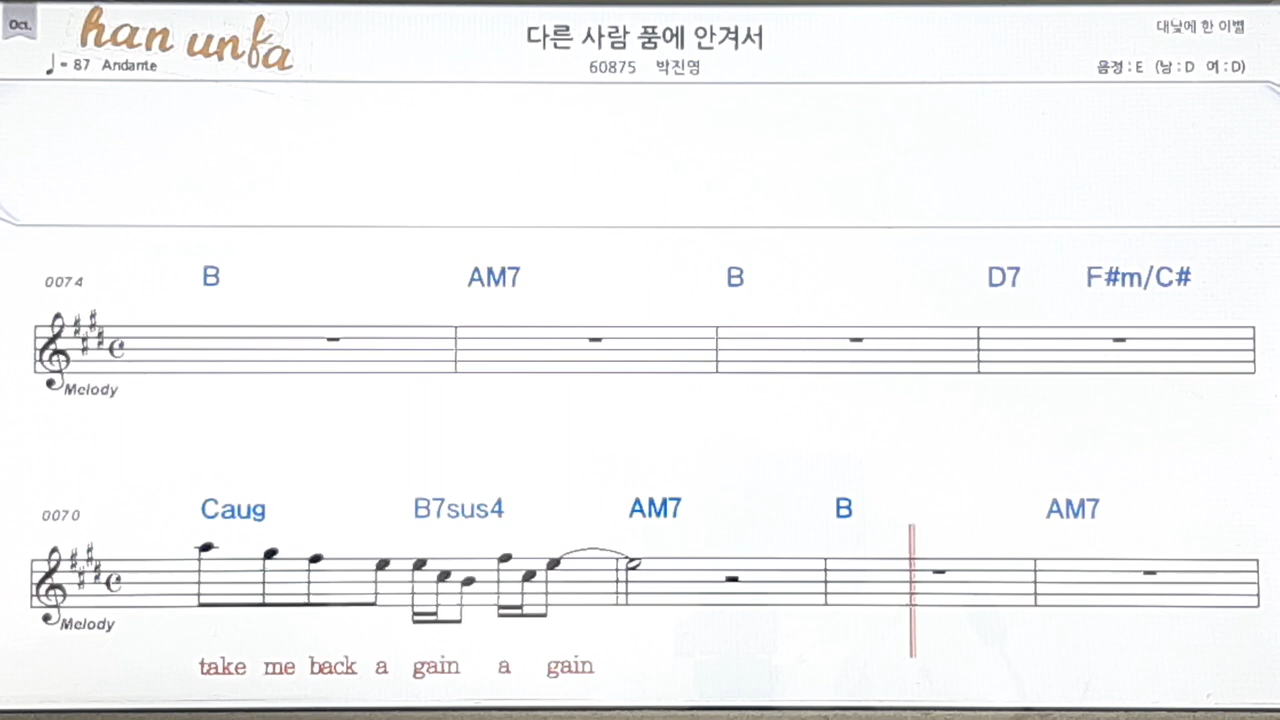 Oct.
han unfa
다른 사람 품에 안겨서
대낮에 한 이별
♩= 87 Andante
60875 박진영
음정 : E (남 : D 여 : D)
0074 B AM7 B D7 F#m/C#
Melody
0070 Caug B7sus4 AM7 B AM7
Melody
take me back a gain a gain